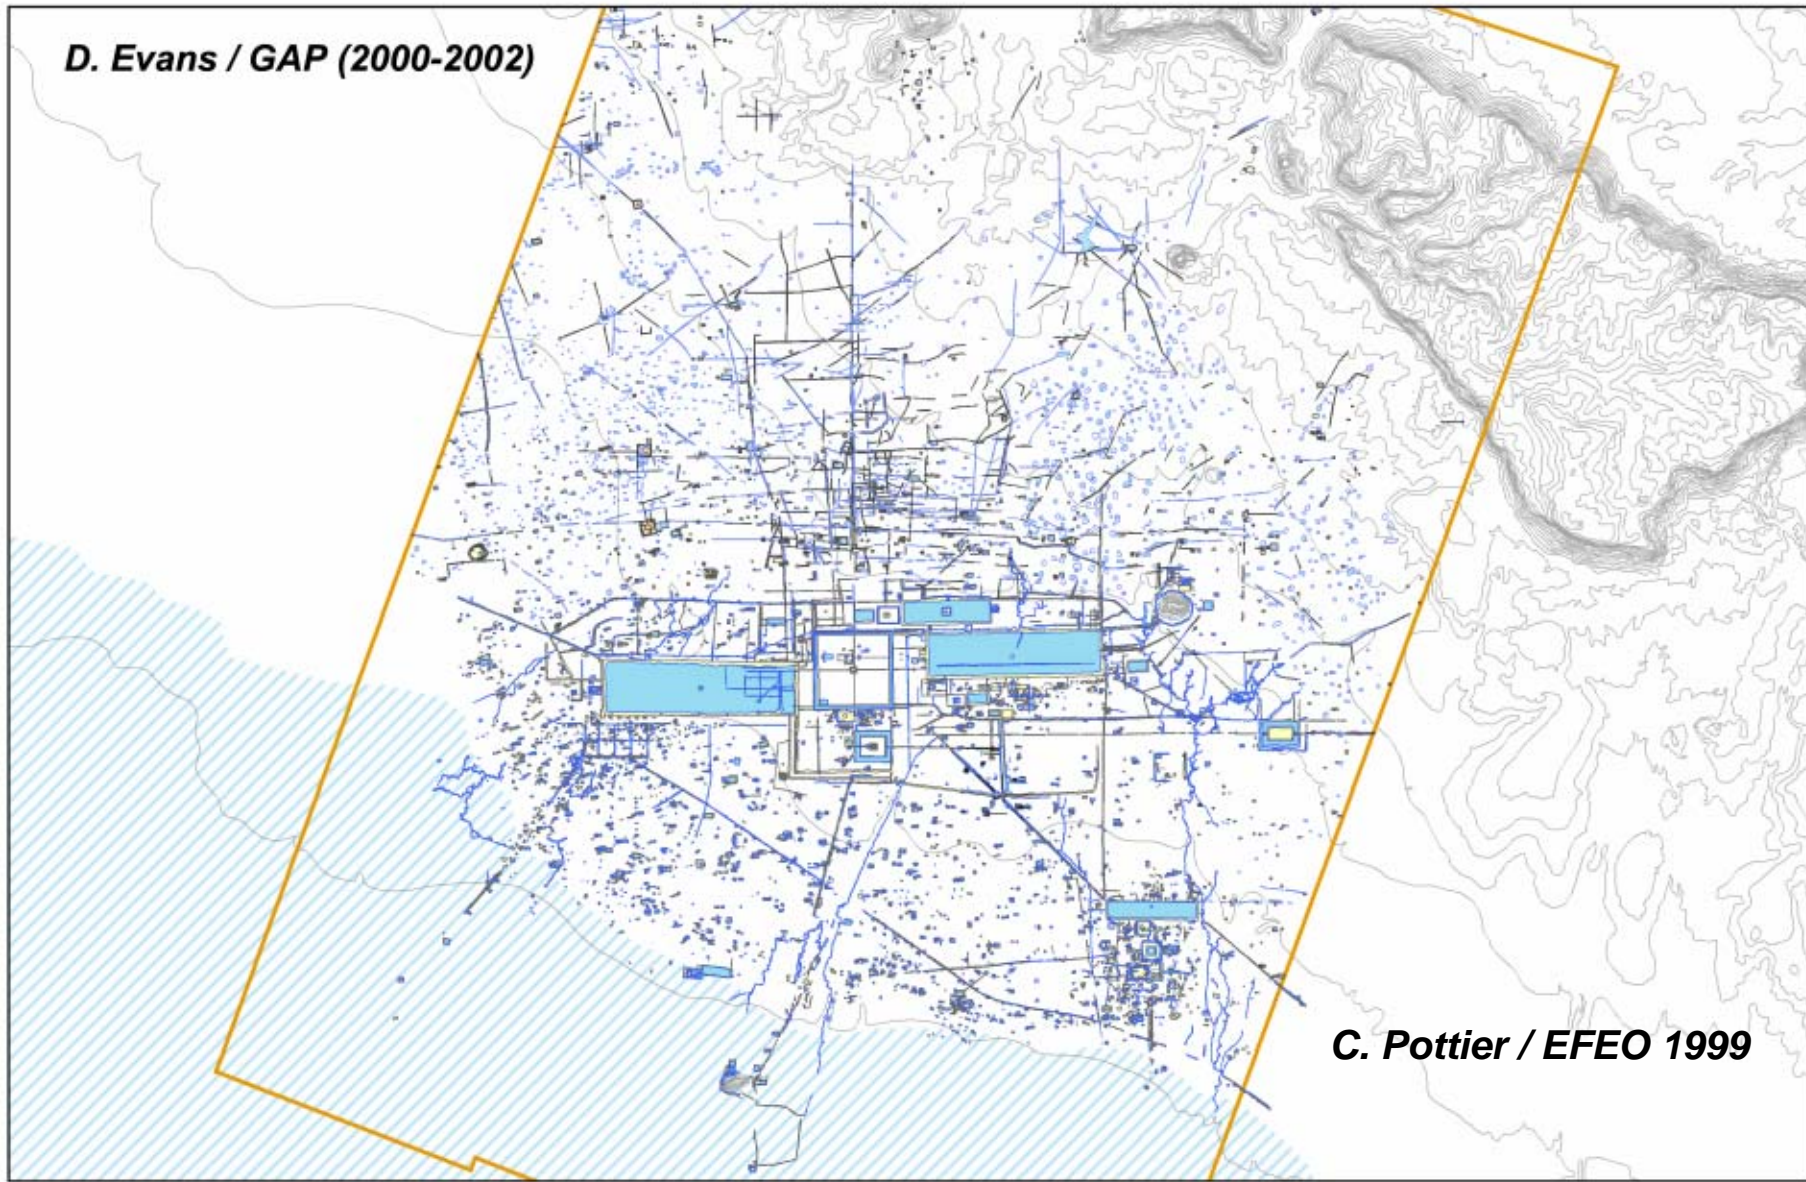 D. Evans / GAP (2000-2002)
C. Pottier / EFEO 1999